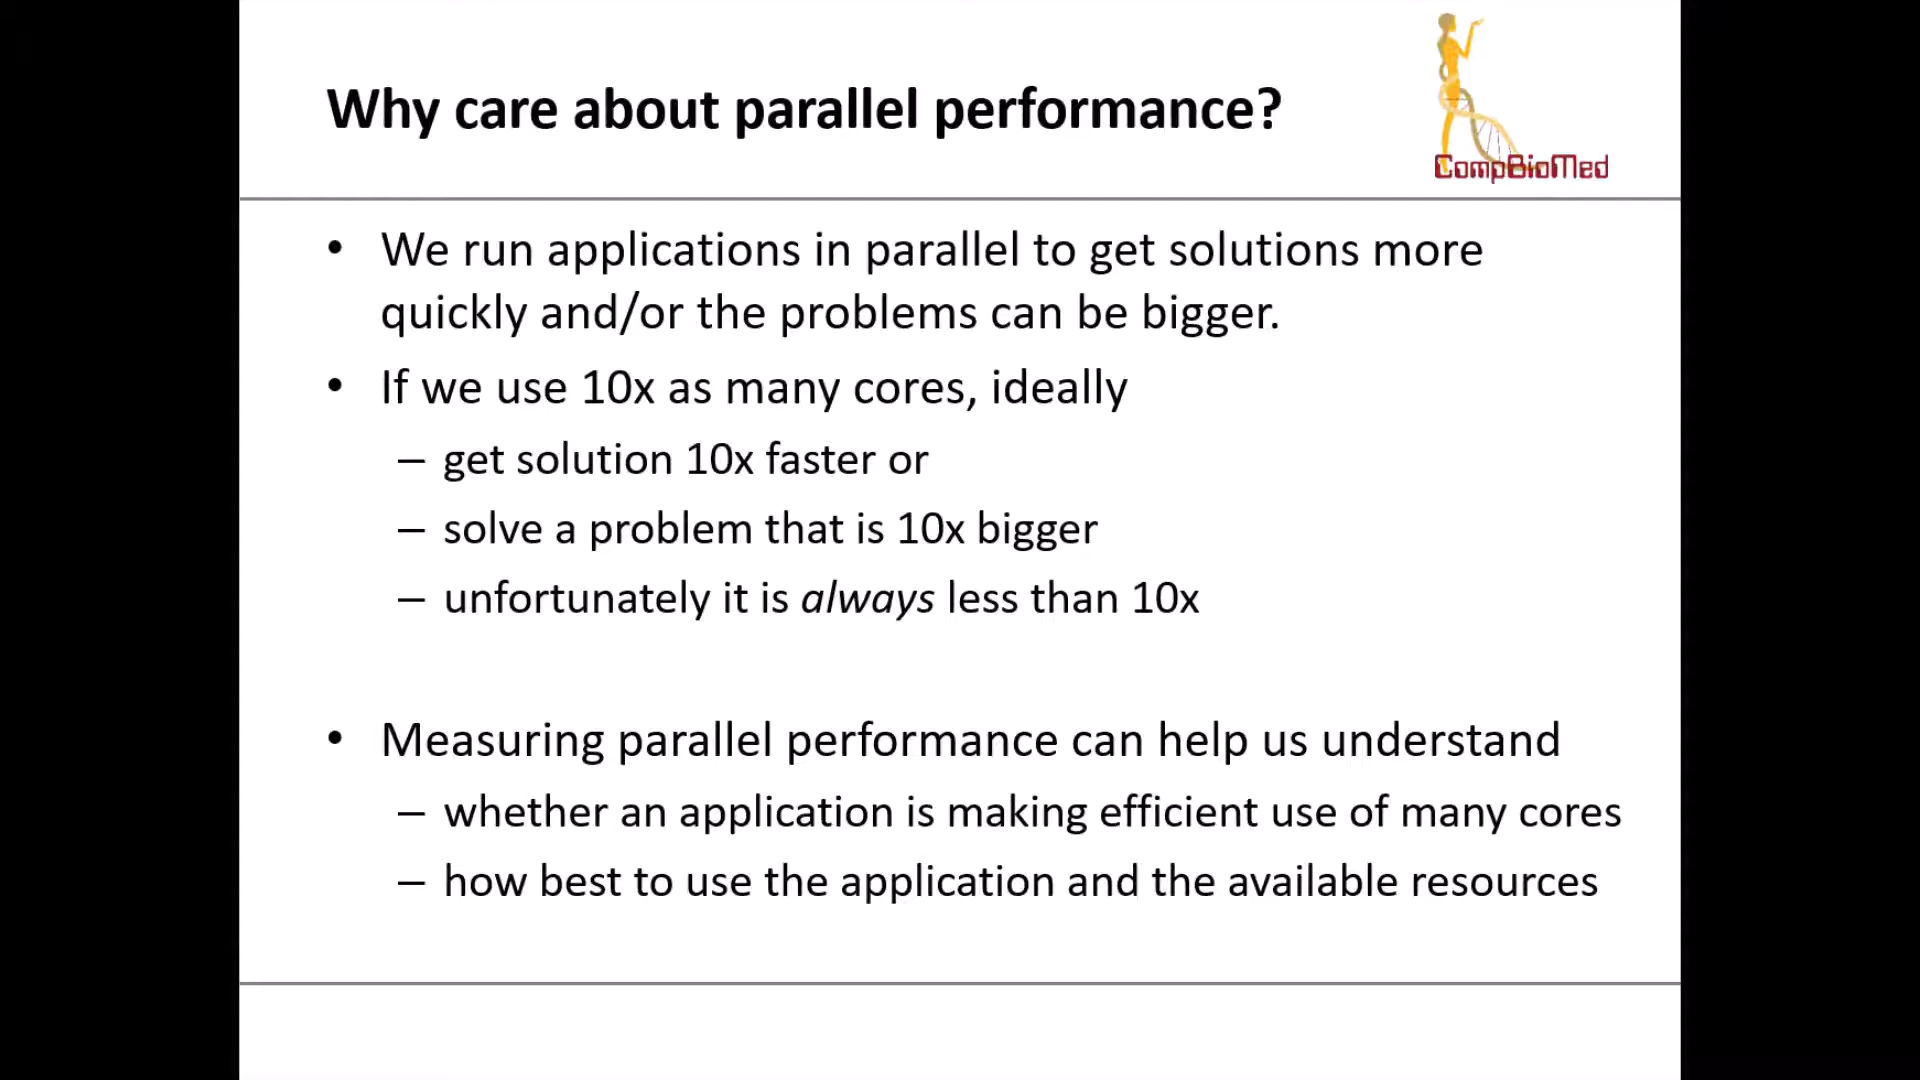 Why care about parallel performance?
CompBioMed
• We run applications in parallel to get solutions more
quickly and/or the problems can be bigger.
• If we use 10x as many cores, ideally
– get solution 10x faster or
– solve a problem that is 10x bigger
– unfortunately it is always less than 10x
• Measuring parallel performance can help us understand
– whether an application is making efficient use of many cores
– how best to use the application and the available resources